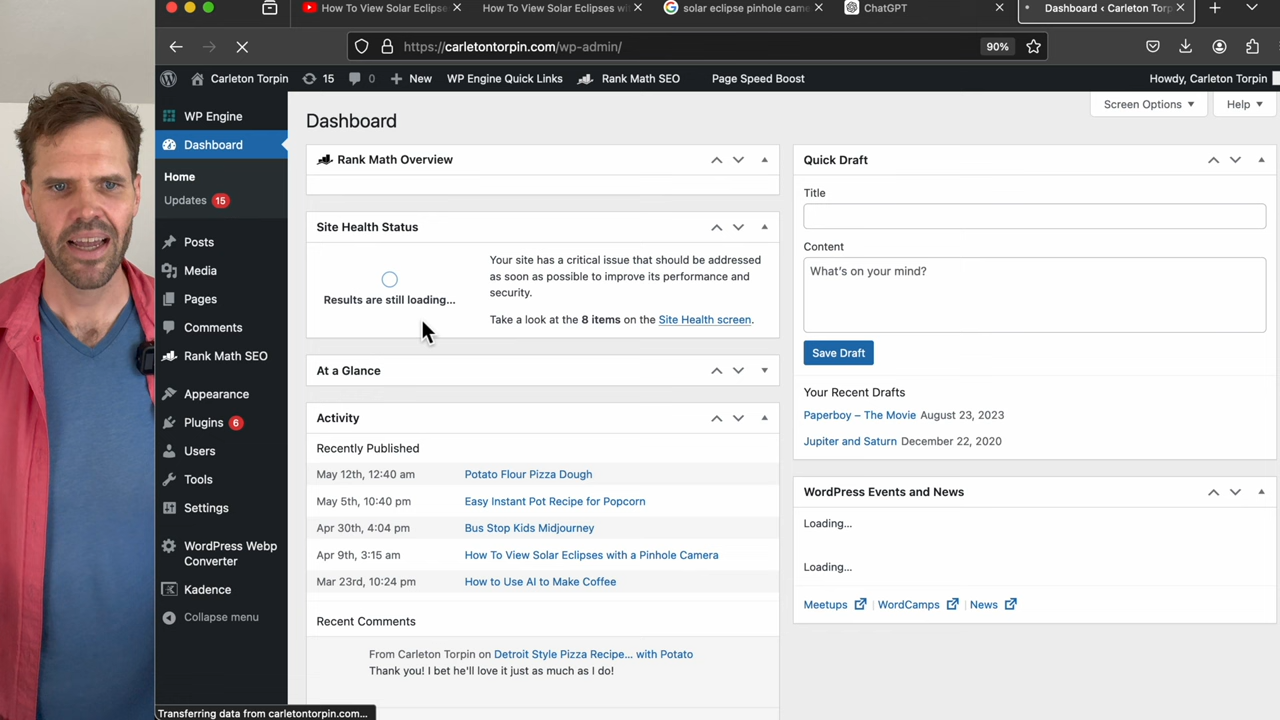 How To View Solar Eclipse
How To View Solar Eclipses wi
solar eclipse pinhole cam
ChatGPT
Dashboard ‹ Carleton Torp
https://carletontorpin.com/wp-admin/
90%
Carleton Torpin
15
0
New
WP Engine Quick Links
Rank Math SEO
Page Speed Boost
Howdy, Carleton Torpin
WP Engine
Dashboard
Home
Updates 15
Posts
Media
Pages
Comments
Rank Math SEO
Appearance
Plugins 6
Users
Tools
Settings
WordPress Webp
Converter
Kadence
Collapse menu
Screen Options
Help
Dashboard
Rank Math Overview
Site Health Status
Results are still loading...
Your site has a critical issue that should be addressed
as soon as possible to improve its performance and
security.
Take a look at the 8 items on the Site Health screen.
At a Glance
Activity
Recently Published
May 12th, 12:40 am Potato Flour Pizza Dough
May 5th, 10:40 pm Easy Instant Pot Recipe for Popcorn
Apr 30th, 4:04 pm Bus Stop Kids Midjourney
Apr 9th, 3:15 am How To View Solar Eclipses with a Pinhole Camera
Mar 23rd, 10:24 pm How to Use AI to Make Coffee
Recent Comments
From Carleton Torpin on Detroit Style Pizza Recipe... with Potato
Thank you! I bet he'll love it just as much as I do!
Quick Draft
Title
Content
What's on your mind?
Save Draft
Your Recent Drafts
Paperboy – The Movie August 23, 2023
Jupiter and Saturn December 22, 2020
WordPress Events and News
Loading...
Loading...
Meetups | WordCamps | News
Transferring data from carletontorpin.com...